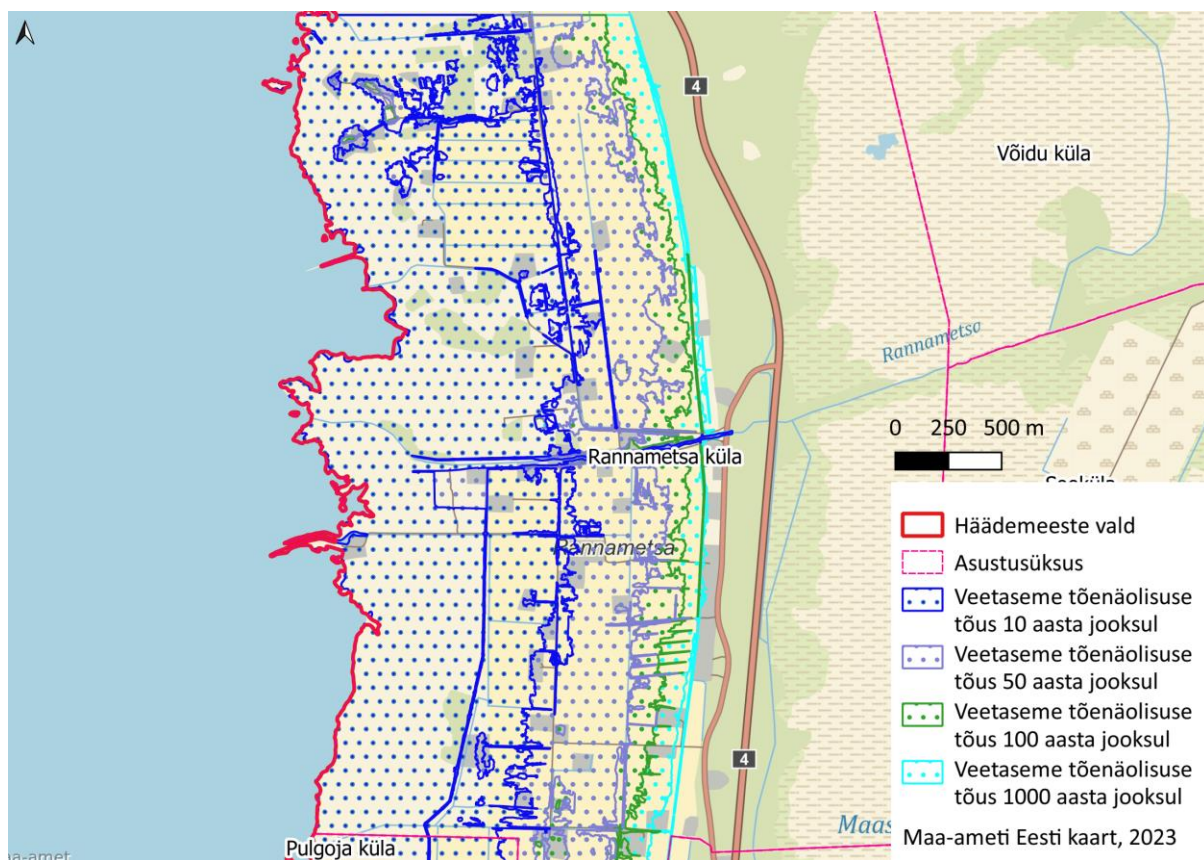 4
Võidu küla
Rannametsa
0 250 500 m
Rannametsa küla
Rannametsa
Häädemeeste vald
Asustusüksus
Veetaseme tõenäolisuse
tõus 10 aasta jooksul
Veetaseme tõenäolisuse
tõus 50 aasta jooksul
Veetaseme tõenäolisuse
tõus 100 aasta jooksul
4
Veetaseme tõenäolisuse
tõus 1000 aasta jooksul
Maas
Maa-ameti Eesti kaart, 2023
Pulgoja küla